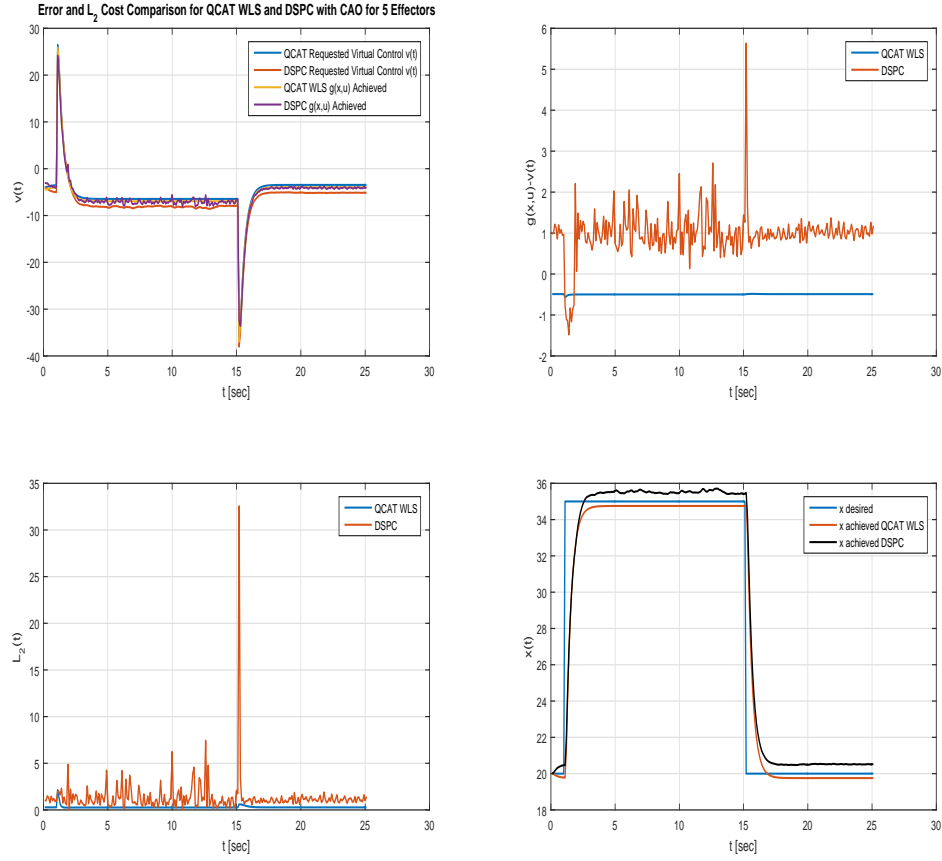 Error and L2 Cost Comparison for QCAT WLS and DSPC with CAO for 5 Effectors
30
20
10
0
-10
-20
-30
-40
v(t)
0 5 10 15 20 25 30
t [sec]
QCAT Requested Virtual Control v(t)
DSPC Requested Virtual Control v(t)
QCAT WLS g(x,u) Achieved
DSPC g(x,u) Achieved
6
5
4
3
2
1
0
-1
-2
g(x,u)-v(t)
0 5 10 15 20 25 30
t [sec]
QCAT WLS
DSPC
35
30
25
20
15
10
5
0
L2(t)
0 5 10 15 20 25 30
t [sec]
QCAT WLS
DSPC
36
34
32
30
28
26
24
22
20
18
x(t)
0 5 10 15 20 25 30
t [sec]
x desired
x achieved QCAT WLS
x achieved DSPC